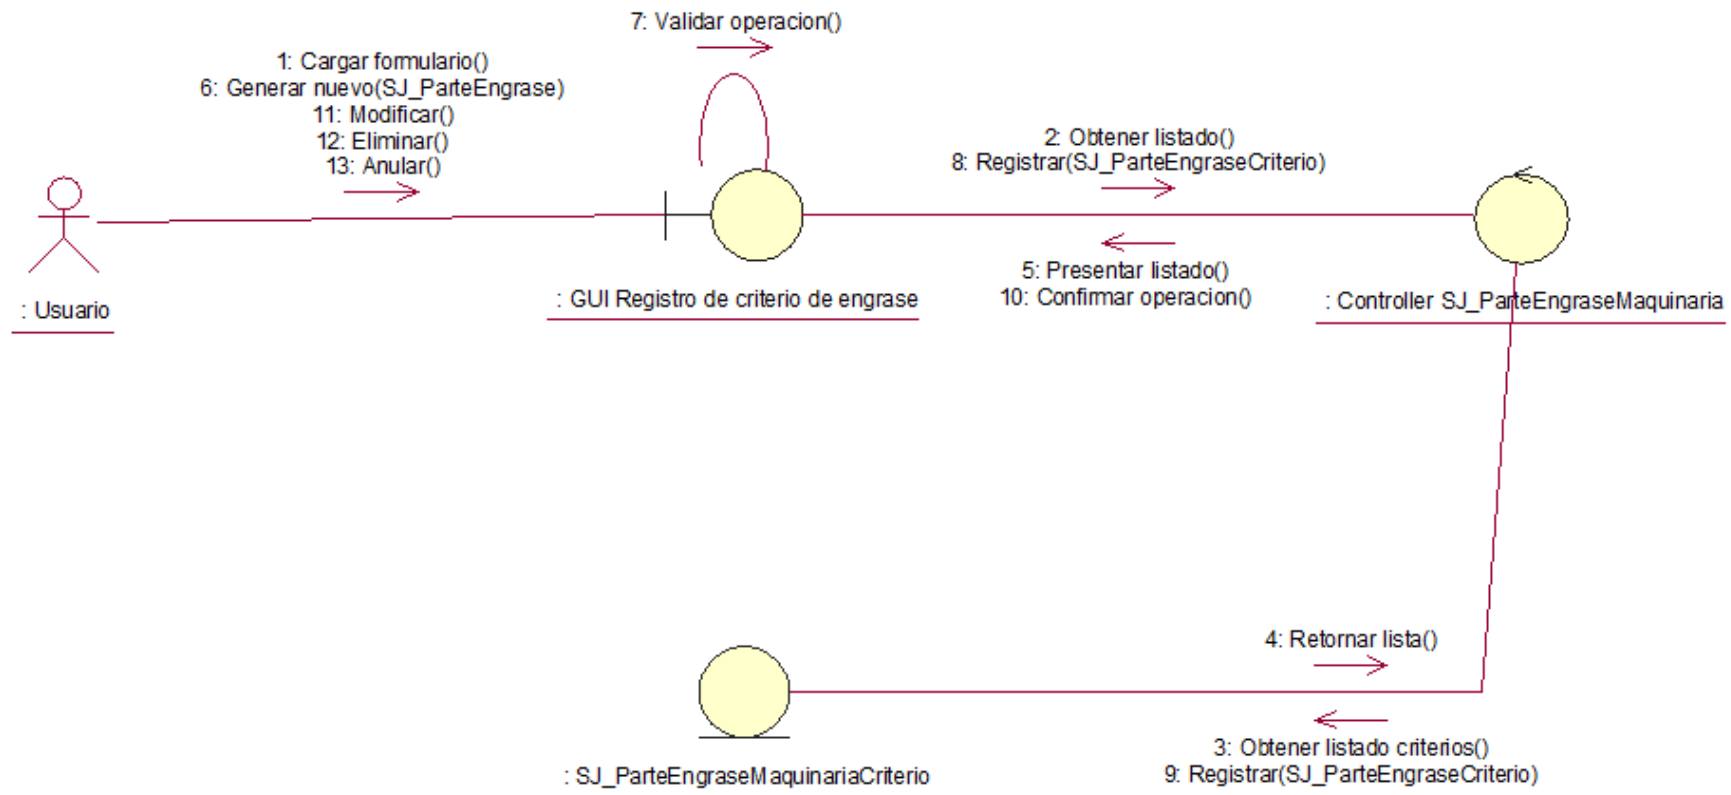 7: Validar operacion()
1: Cargar formulario()
6: Generar nuevo(SJ_ParteEngrase)
11: Modificar()
12: Eliminar()
13: Anular()
2: Obtener listado()
8: Registrar(SJ_ParteEngraseCriterio)
5: Presentar listado()
10: Confirmar operacion()
: Usuario
: GUI Registro de criterio de engrase
: Controller SJ_ParteEngraseMaquinaria
4: Retornar lista()
3: Obtener listado criterios()
9: Registrar(SJ_ParteEngraseCriterio)
: SJ_ParteEngraseMaquinariaCriterio